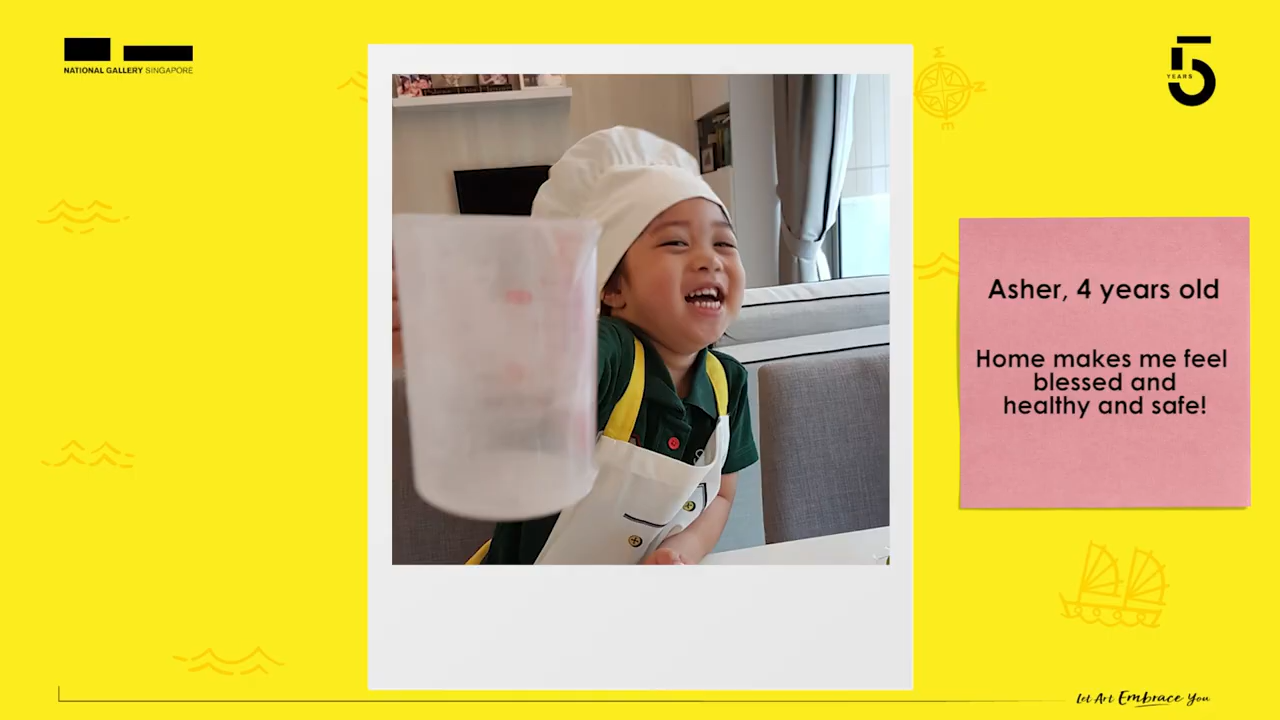 NATIONAL GALLERY SINGAPORE
5
YEARS
Asher, 4 years old
Home makes me feel
blessed and
healthy and safe!
Let Art Embrace You